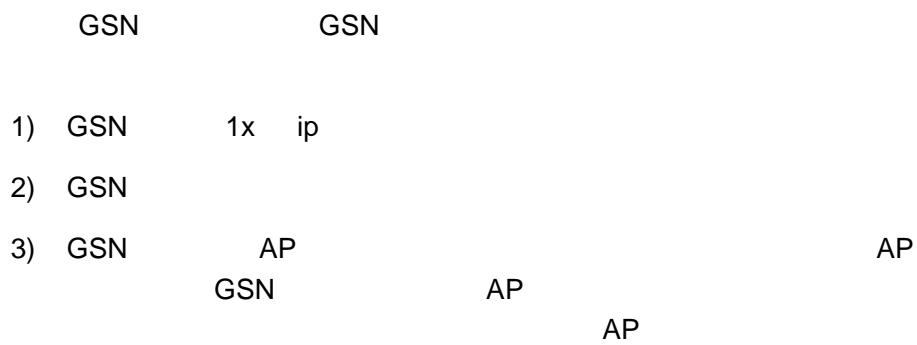 GSN GSN
1) GSN 1x ip
2) GSN
3) GSN AP AP
GSN AP
AP